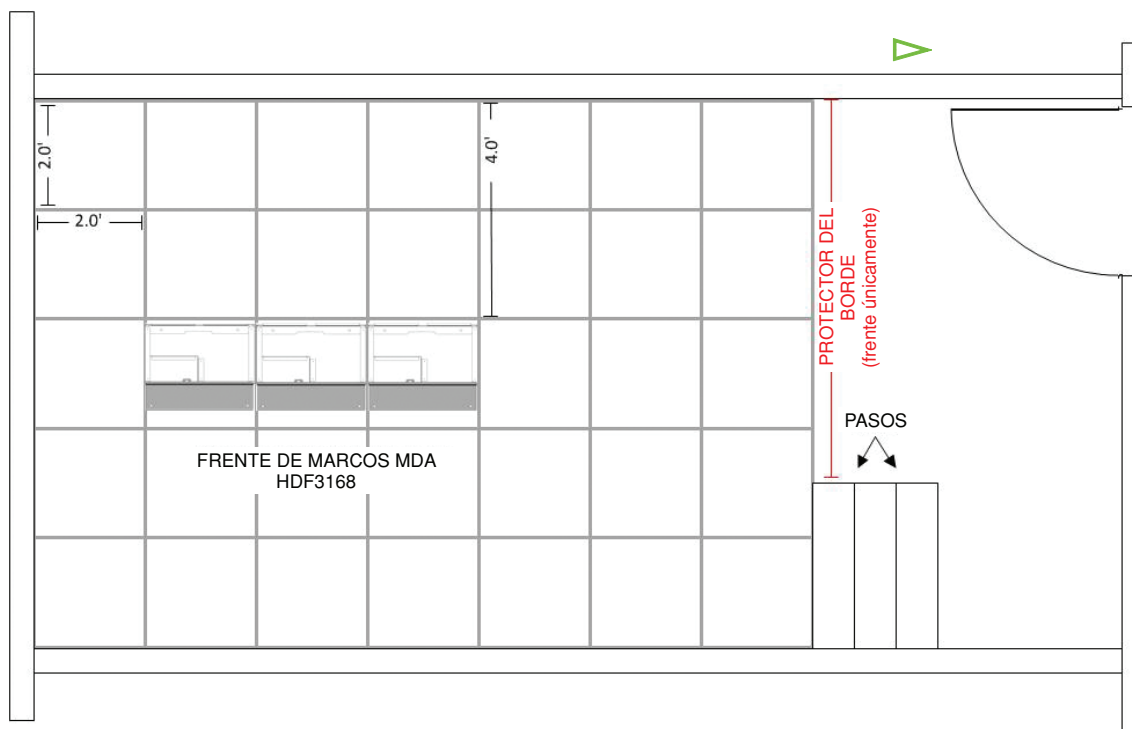 2.0'
4.0'
2.0'
PROTECTOR DEL
BORDE
(frente únicamente)
PASOS
FRENTE DE MARCOS MDA
HDF3168